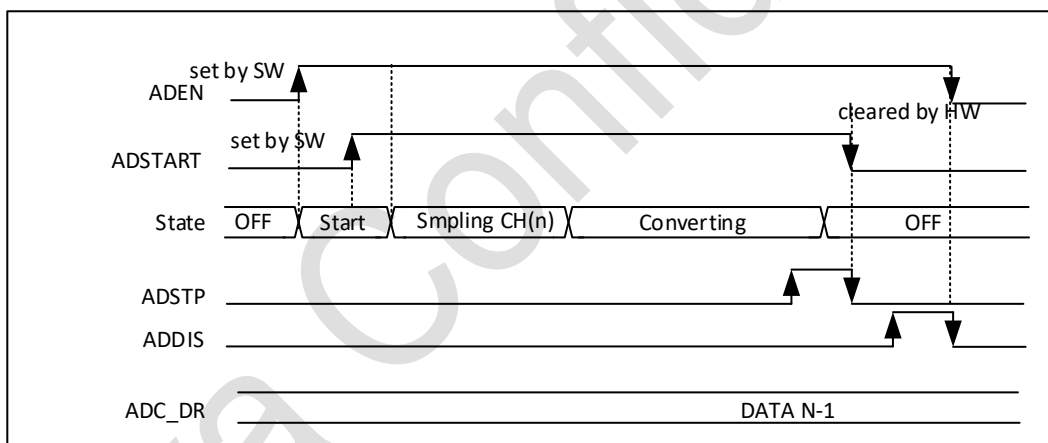 set by SW
ADEN
cleared by HW
set by SW
ADSTART
State OFF Start Smpling CH(n) Converting OFF
ADSTP
ADDIS
ADC_DR DATA N-1